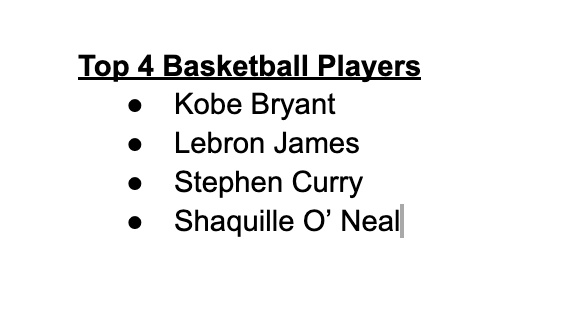 Top 4 Basketball Players
● Kobe Bryant
● Lebron James
● Stephen Curry
● Shaquille O’ Neal